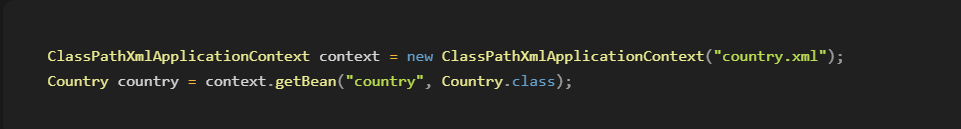 ClassPathXmlApplicationContext context = new ClassPathXmlApplicationContext("country.xml");
Country country = context.getBean("country", Country.class);